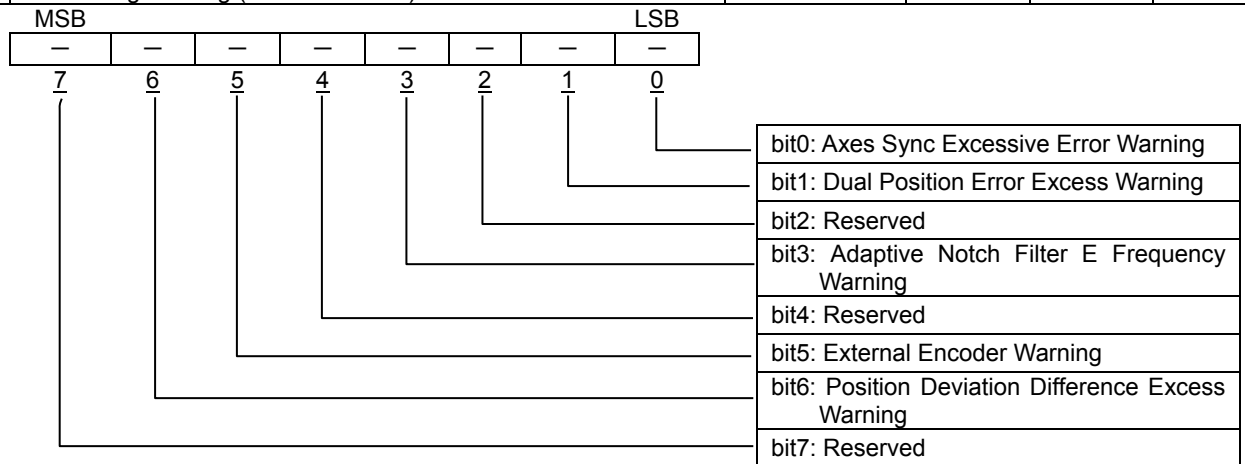 MSB LSB
— — — — — — — —
7 6 5 4 3 2 1 0
bit0: Axes Sync Excessive Error Warning
bit1: Dual Position Error Excess Warning
bit2: Reserved
bit3: Adaptive Notch Filter E Frequency
Warning
bit4: Reserved
bit5: External Encoder Warning
bit6: Position Deviation Difference Excess
Warning
bit7: Reserved